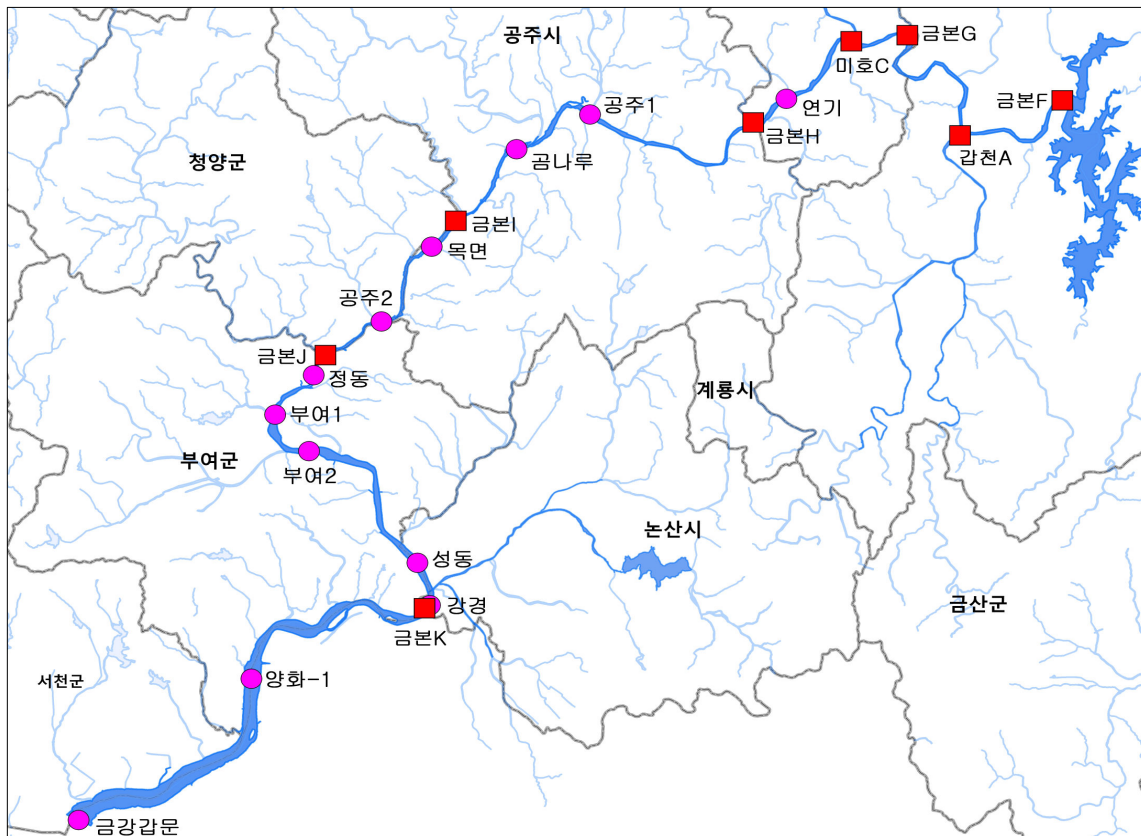 공주시
금본G
미호C
연기
공주1
금본F
금본H
갑천A
곰나루
청양군
금본I
목면
공주2
금본J
정동
계룡시
부여1
부여군
부여2
논산시
성동
강경
금산군
금본K
서천군
양화-1
금강갑문